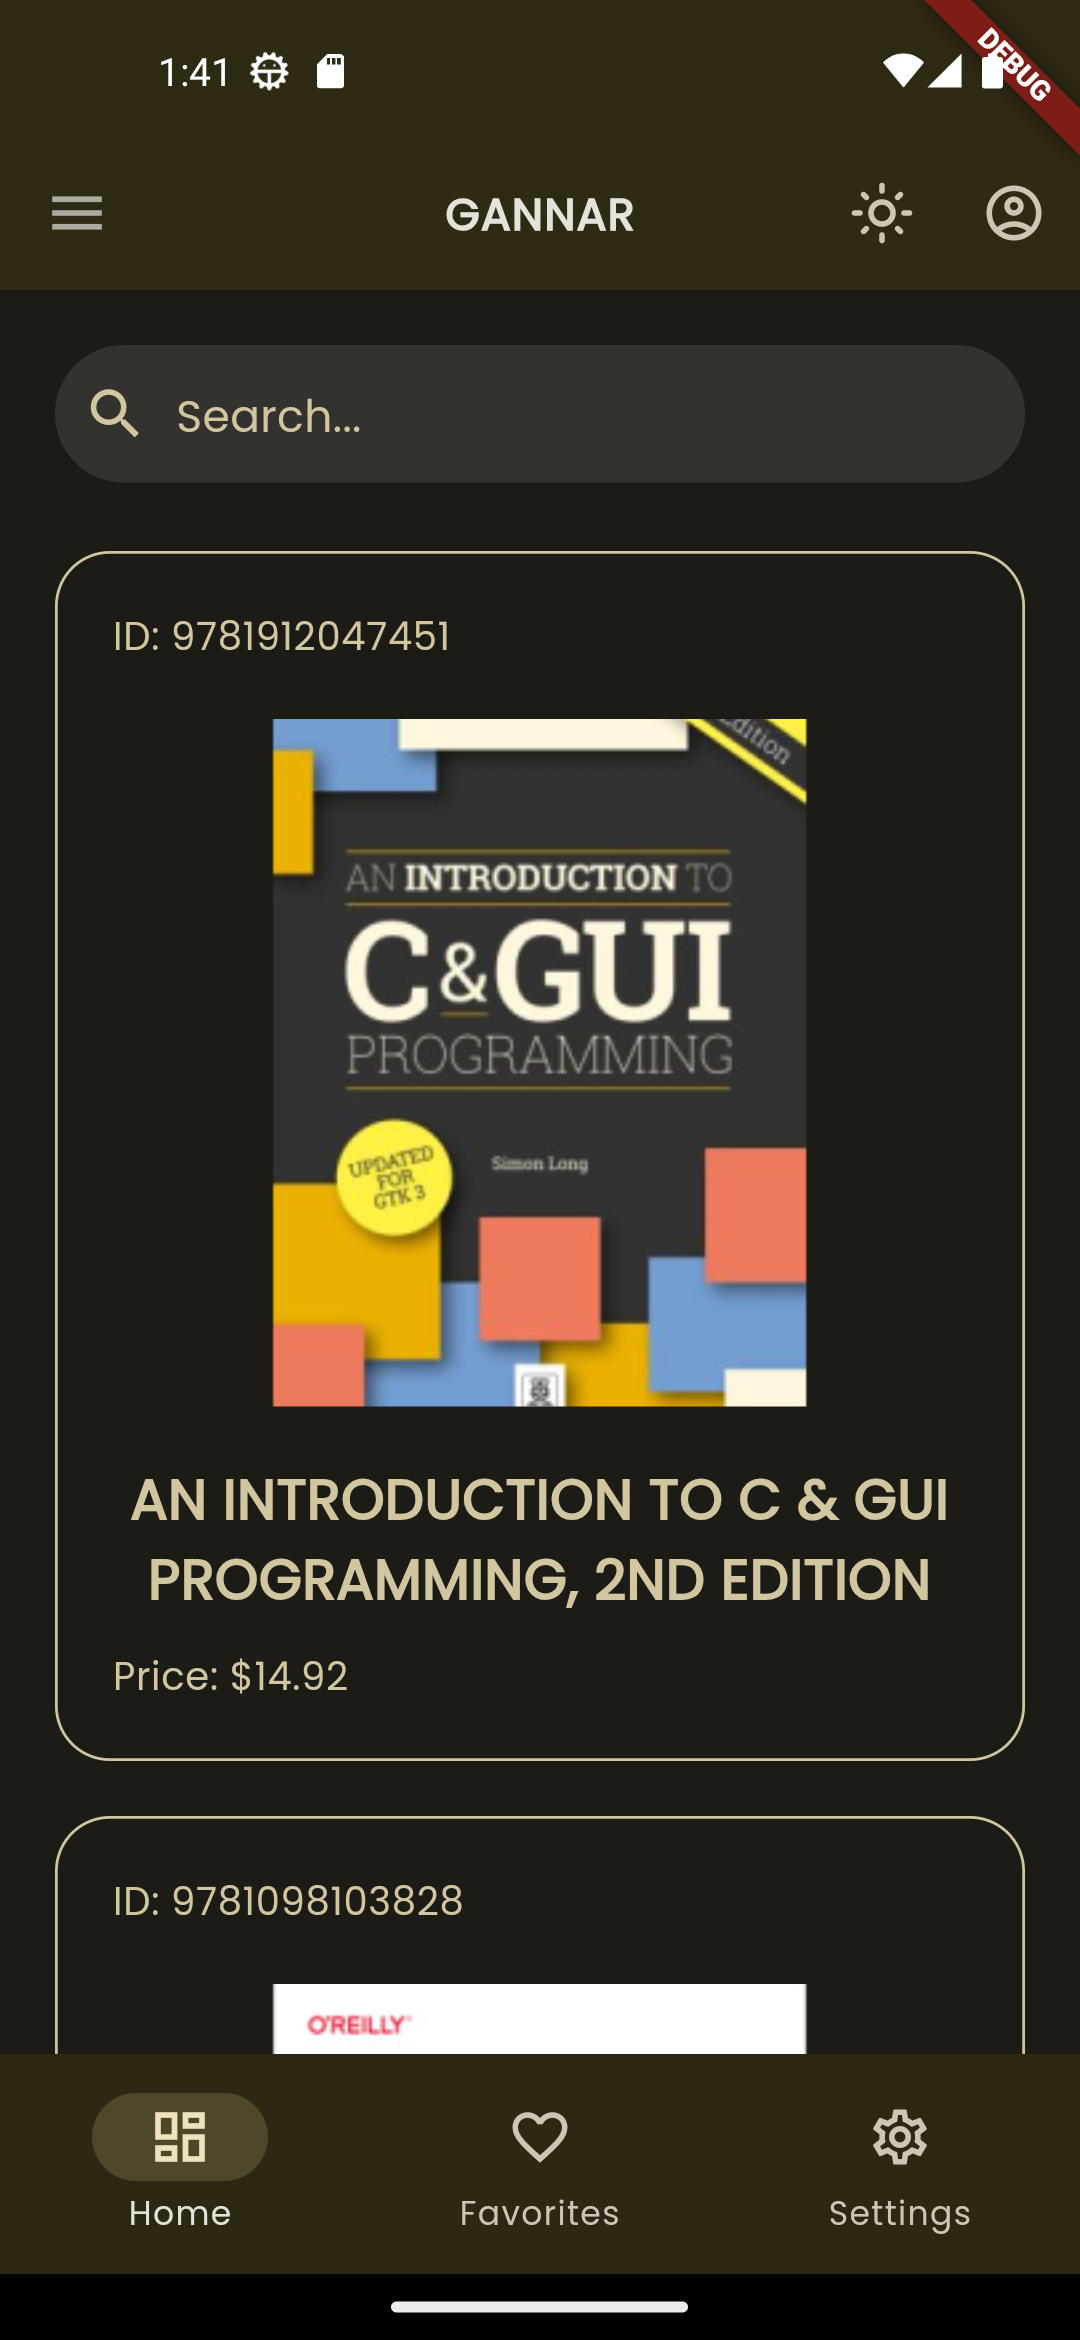 1:41
DEBUG
GANNAR
Search...
ID: 9781912047451
Edition
AN INTRODUCTION TO
C & GUI
PROGRAMMING
UPDATED
FOR
GTK 3
Simon Long
AN INTRODUCTION TO C & GUI
PROGRAMMING, 2ND EDITION
Price: $14.92
ID: 9781098103828
O'REILLY
Home
Favorites
Settings